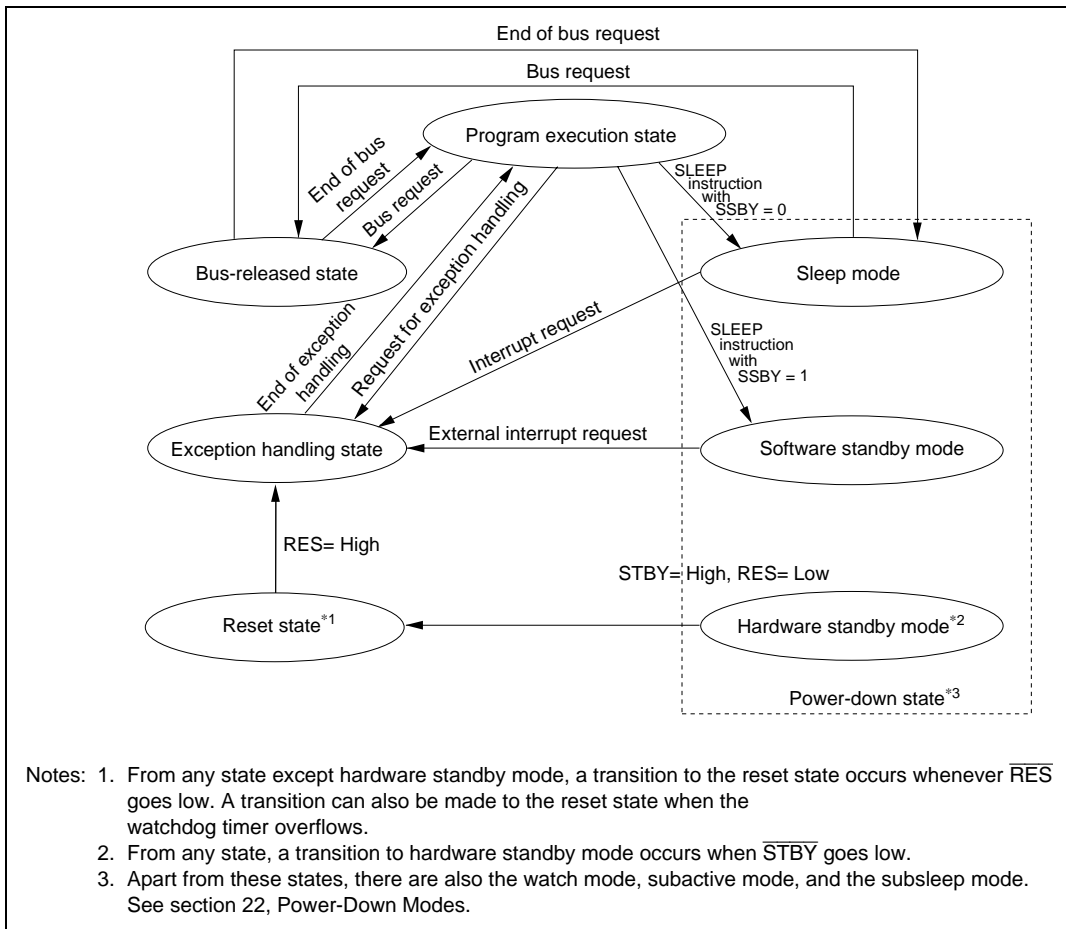 End of bus request
Bus request
Program execution state
End of bus
request
Bus request
SLEEP
instruction
with
SSBY = 0
Bus-released state
Sleep mode
End of exception
handling
Request for exception handling
Interrupt request
SLEEP
instruction
with
SSBY = 1
Exception handling state
External interrupt request
Software standby mode
RES= High
STBY= High, RES= Low
Reset state*1
Hardware standby mode*2
Power-down state*3
Notes: 1. From any state except hardware standby mode, a transition to the reset state occurs whenever RES
goes low. A transition can also be made to the reset state when the
watchdog timer overflows.
2. From any state, a transition to hardware standby mode occurs when STBY goes low.
3. Apart from these states, there are also the watch mode, subactive mode, and the subsleep mode.
See section 22, Power-Down Modes.